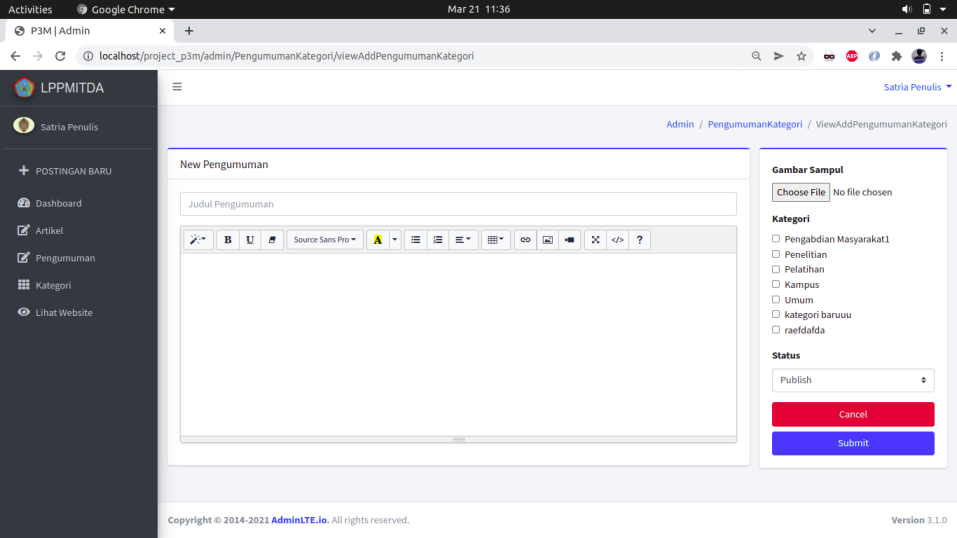 Activities
Google Chrome
Mar 21 11:36
P3M | Admin
localhost/project_p3m/admin/PengumumanKategori/viewAddPengumumanKategori
ABP
LPPMITDA
Satria Penulis
Satria Penulis
Admin / PengumumanKategori / ViewAddPengumumanKategori
POSTINGAN BARU
Dashboard
Artikel
Pengumuman
Kategori
Lihat Website
New Pengumuman
Judul Pengumuman
B U Source Sans Pro A </> ?
Gambar Sampul
Choose File No file chosen
Kategori
Pengabdian Masyarakat1
Penelitian
Pelatihan
Kampus
Umum
kategori baruuu
raefdafda
Status
Publish
Cancel
Submit
Copyright © 2014-2021 AdminLTE.io. All rights reserved.
Version 3.1.0